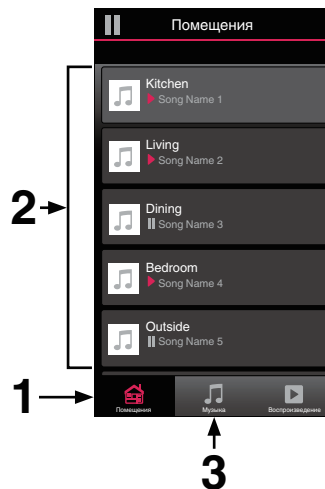 Помещения
Kitchen
Song Name 1
Living
Song Name 2
2
Dining
Song Name 3
Bedroom
Song Name 4
Outside
Song Name 5
1
Помещения
Музыка
Воспроизведение
3